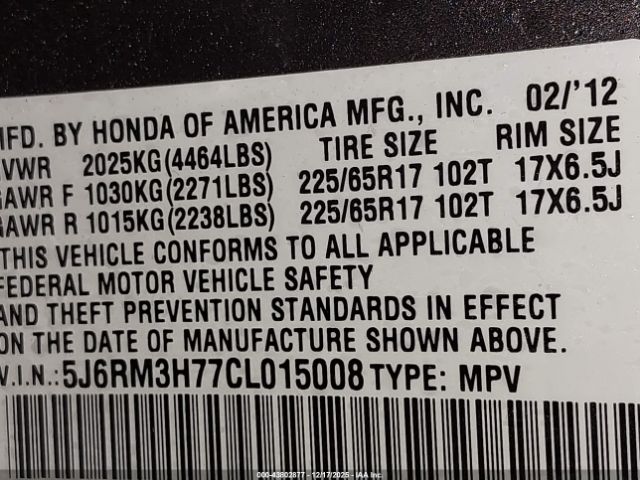 MFD. BY HONDA OF AMERICA MFG., INC. 02/'12
GVWR 2025KG(4464LBS) TIRE SIZE RIM SIZE
GAWR F 1030KG(2271LBS) 225/65R17 102T 17X6.5J
GAWR R 1015KG(2238LBS) 225/65R17 102T 17X6.5J
THIS VEHICLE CONFORMS TO ALL APPLICABLE
FEDERAL MOTOR VEHICLE SAFETY
AND THEFT PREVENTION STANDARDS IN EFFECT
ON THE DATE OF MANUFACTURE SHOWN ABOVE.
V.I.N.:5J6RM3H77CL015008 TYPE: MPV
000-43802877 - 12/17/2025 - IAA Inc.